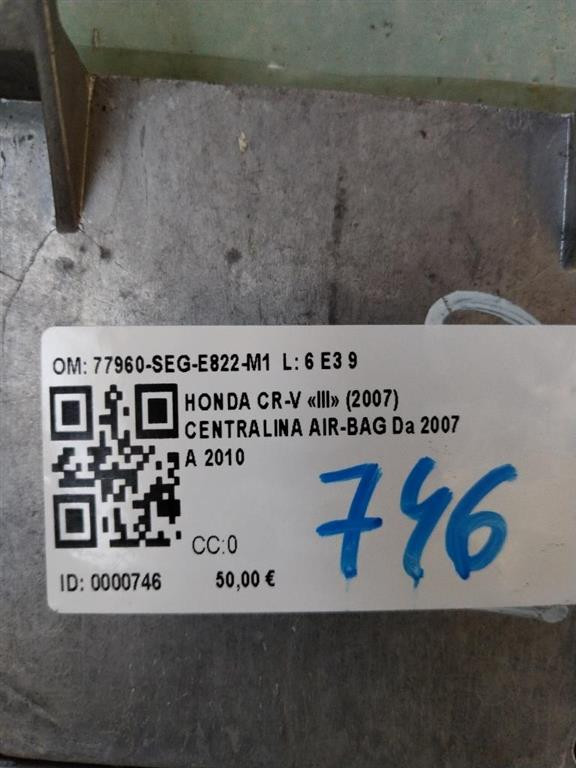 OM: 77960-SEG-E822-M1 L: 6 E3 9
HONDA CR-V «III» (2007)
CENTRALINA AIR-BAG Da 2007
A 2010
CC:0
ID: 0000746 50,00 €
746